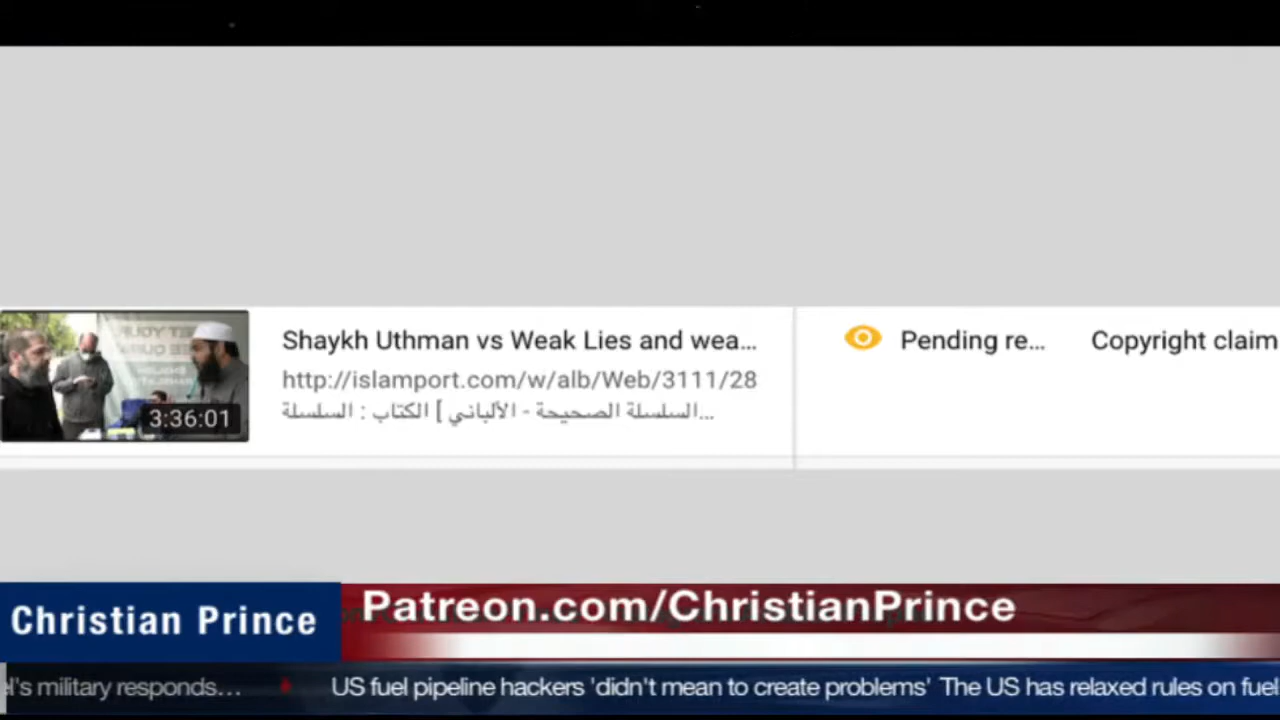 3:36:01
Shaykh Uthman vs Weak Lies and wea...
http://islamport.com/w/alb/Web/3111/28
السلسلة الصحيحة - الألباني ] الكتاب : السلسلة...
Pending re...
Copyright claim
Christian Prince
Patreon.com/ChristianPrince
el's military responds...
US fuel pipeline hackers 'didn't mean to create problems' The US has relaxed rules on fuel